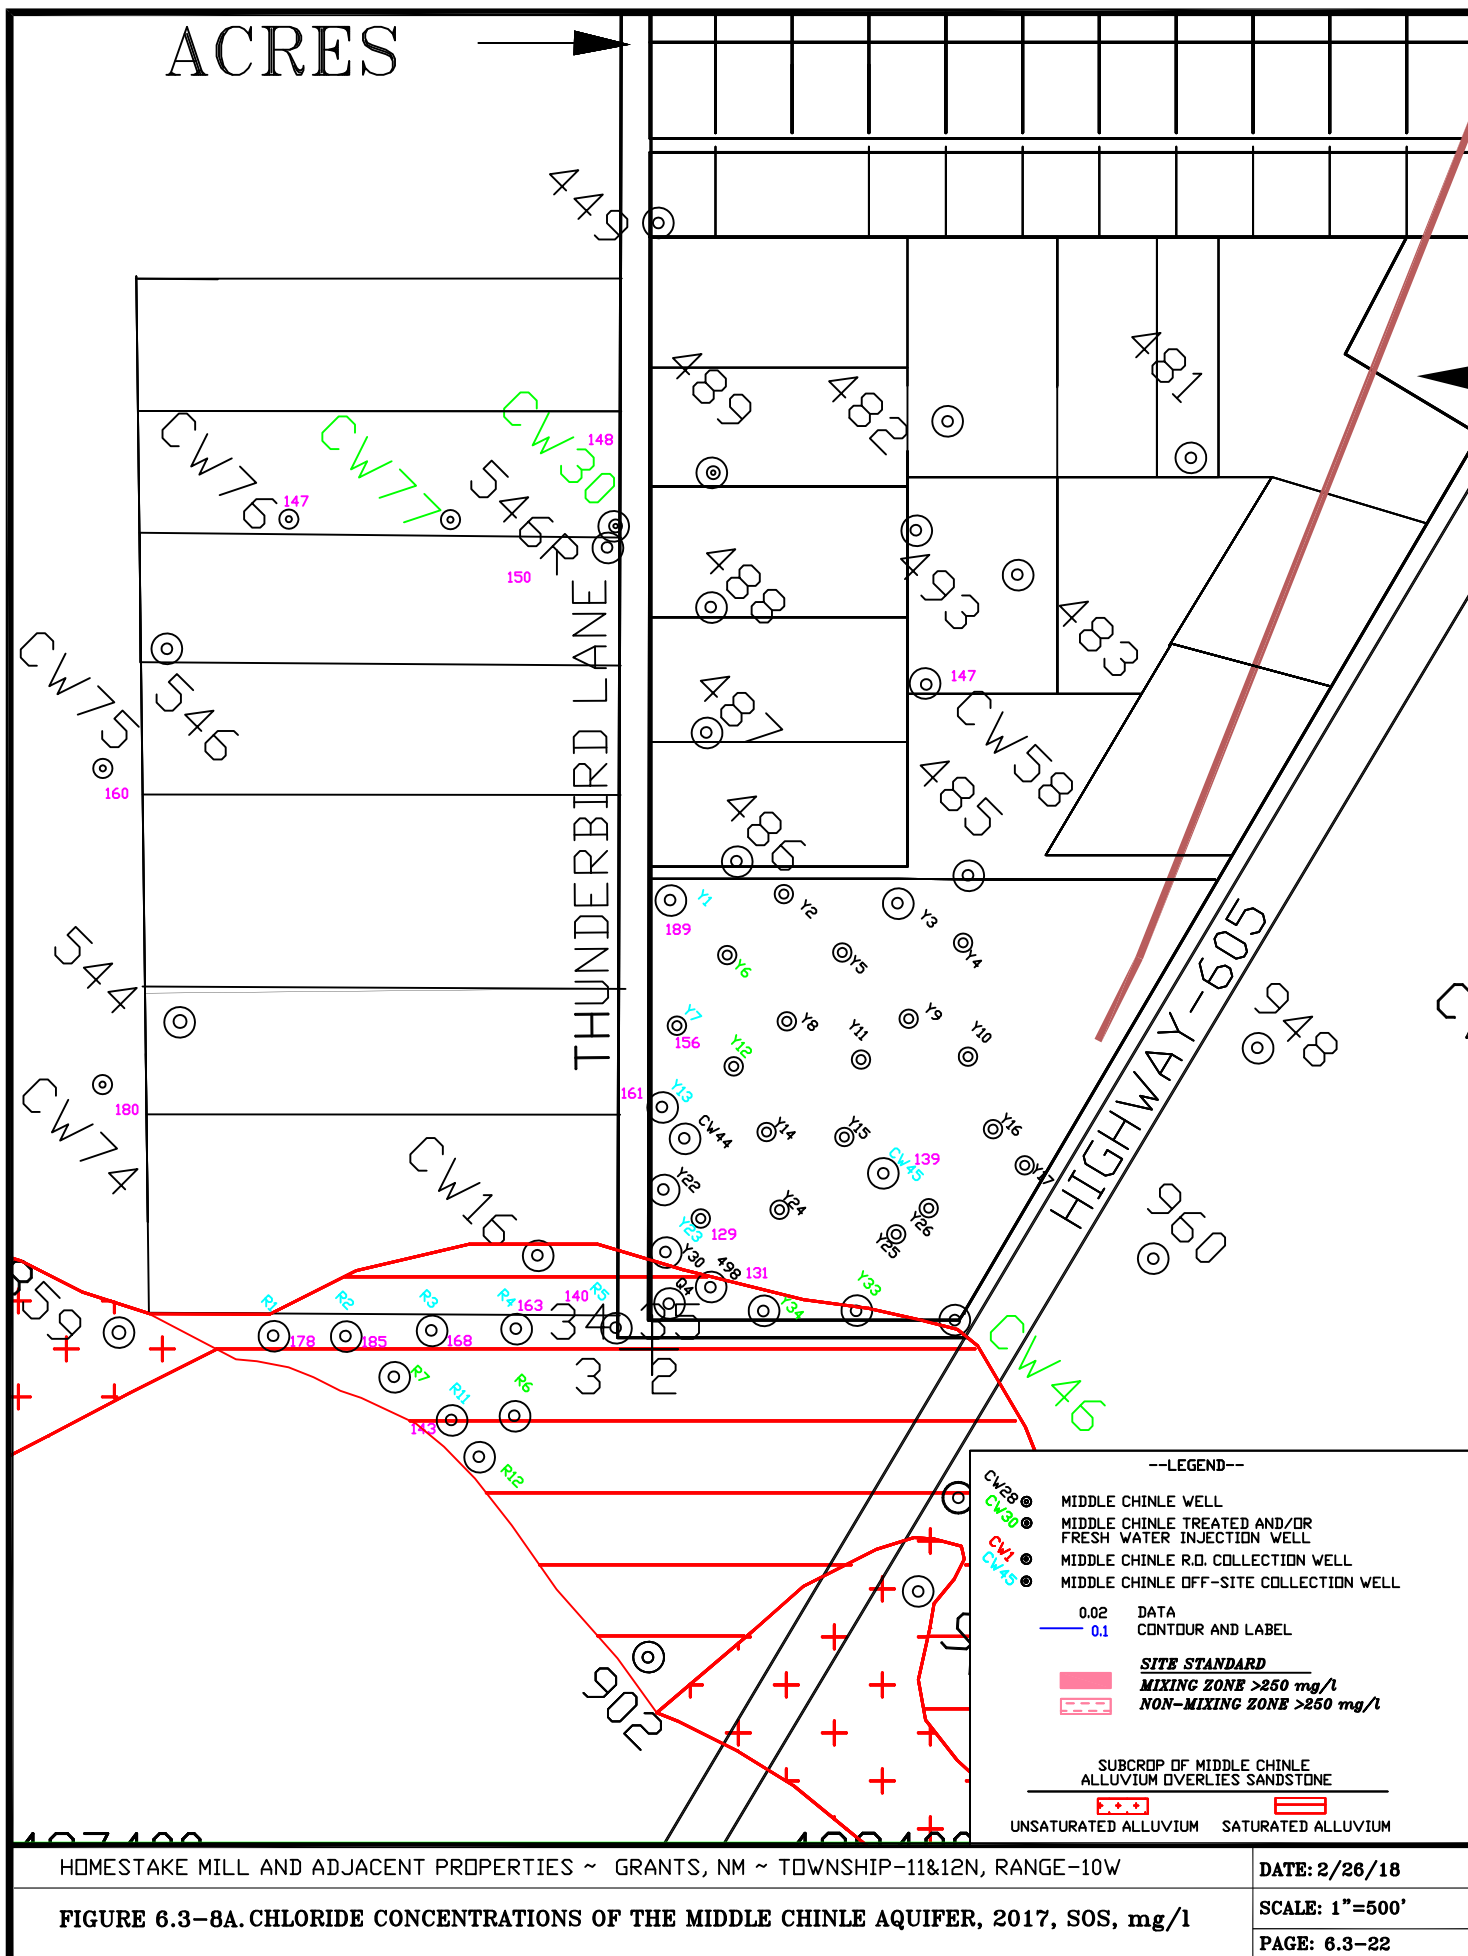 ACRES
449
489
482
481
CW30
148
CW76
147
CW77
546R
150
488
493
483
CW75
160
546
487
147
CW58
485
486
THUNDERBIRD LANE
Y1
189
Y2
Y3
Y4
Y5
Y6
Y7
156
Y8
Y9
Y10
Y11
Y12
544
CW74
180
161
Y13
CW44
Y14
Y15
Y16
Y17
CW45
139
HIGHWAY-605
948
960
CW16
Y22
Y23
129
Y24
Y25
Y26
Y30
498
131
Q4
Y34
Y33
CW46
59
R1
178
R2
185
R3
168
R4
163
140
R5
34 35
3 2
R7
R6
R11
143
R12
902
--LEGEND--
CW28 MIDDLE CHINLE WELL
CW30 MIDDLE CHINLE TREATED AND/OR
FRESH WATER INJECTION WELL
CW1 MIDDLE CHINLE R.O. COLLECTION WELL
CW45 MIDDLE CHINLE OFF-SITE COLLECTION WELL
0.02 DATA
0.1 CONTOUR AND LABEL
SITE STANDARD
MIXING ZONE >250 mg/l
NON-MIXING ZONE >250 mg/l
SUBCROP OF MIDDLE CHINLE
ALLUVIUM OVERLIES SANDSTONE
UNSATURATED ALLUVIUM SATURATED ALLUVIUM
HOMESTAKE MILL AND ADJACENT PROPERTIES ~ GRANTS, NM ~ TOWNSHIP-11&12N, RANGE-10W
DATE: 2/26/18
FIGURE 6.3-8A. CHLORIDE CONCENTRATIONS OF THE MIDDLE CHINLE AQUIFER, 2017, SOS, mg/l
SCALE: 1"=500'
PAGE: 6.3-22